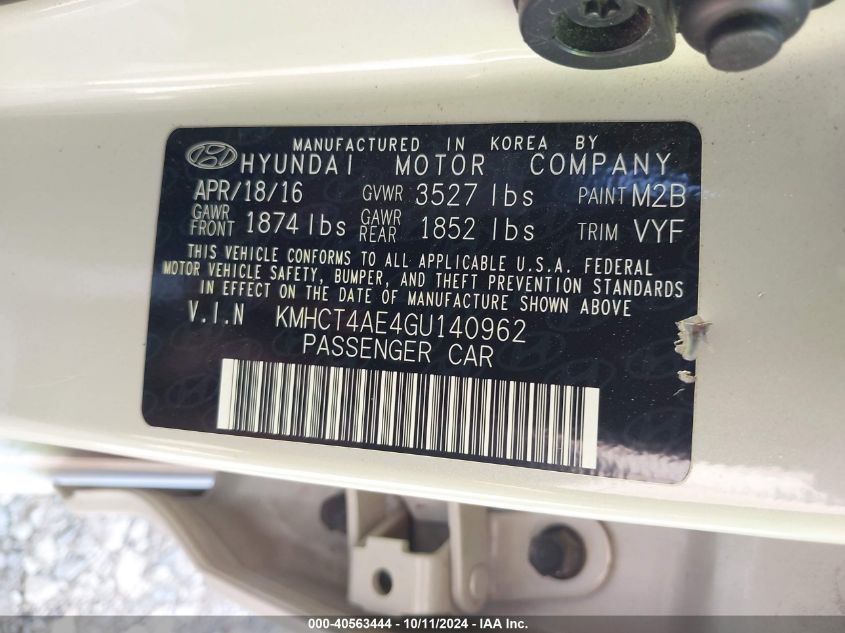 MANUFACTURED IN KOREA BY
HYUNDAI MOTOR COMPANY
APR/18/16 GVWR 3527 lbs PAINT M2B
GAWR FRONT 1874 lbs GAWR REAR 1852 lbs TRIM VYF
THIS VEHICLE CONFORMS TO ALL APPLICABLE U.S.A. FEDERAL
MOTOR VEHICLE SAFETY, BUMPER, AND THEFT PREVENTION STANDARDS
IN EFFECT ON THE DATE OF MANUFACTURE SHOWN ABOVE
V.I.N KMHCT4AE4GU140962
PASSENGER CAR
000-40563444 - 10/11/2024 - IAA Inc.